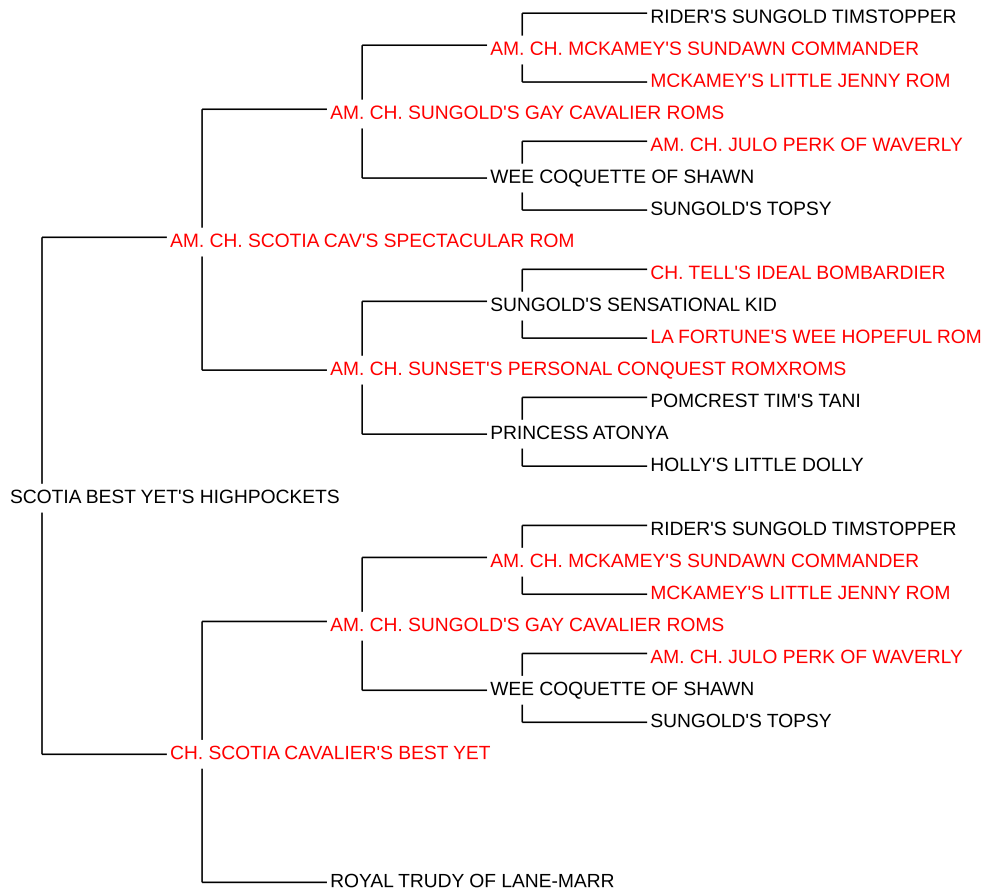 RIDER'S SUNGOLD TIMSTOPPER
AM. CH. MCKAMEY'S SUNDAWN COMMANDER
MCKAMEY'S LITTLE JENNY ROM
AM. CH. SUNGOLD'S GAY CAVALIER ROMS
AM. CH. JULO PERK OF WAVERLY
WEE COQUETTE OF SHAWN
SUNGOLD'S TOPSY
AM. CH. SCOTIA CAV'S SPECTACULAR ROM
CH. TELL'S IDEAL BOMBARDIER
SUNGOLD'S SENSATIONAL KID
LA FORTUNE'S WEE HOPEFUL ROM
AM. CH. SUNSET'S PERSONAL CONQUEST ROMXROMS
POMCREST TIM'S TANI
PRINCESS ATONYA
HOLLY'S LITTLE DOLLY
SCOTIA BEST YET'S HIGHPOCKETS
RIDER'S SUNGOLD TIMSTOPPER
AM. CH. MCKAMEY'S SUNDAWN COMMANDER
MCKAMEY'S LITTLE JENNY ROM
AM. CH. SUNGOLD'S GAY CAVALIER ROMS
AM. CH. JULO PERK OF WAVERLY
WEE COQUETTE OF SHAWN
SUNGOLD'S TOPSY
CH. SCOTIA CAVALIER'S BEST YET
ROYAL TRUDY OF LANE-MARR